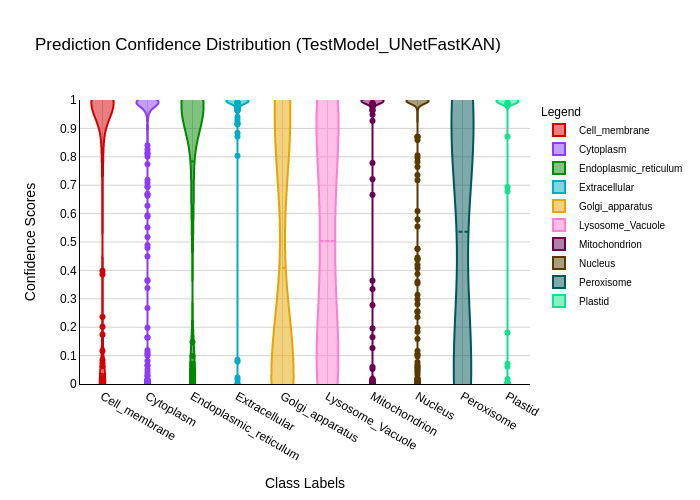 Prediction Confidence Distribution (TestModel_UNetFastKAN)
Confidence Scores
1
0.9
0.8
0.7
0.6
0.5
0.4
0.3
0.2
0.1
0
Cell_membrane
Cytoplasm
Endoplasmic_reticulum
Extracellular
Golgi_apparatus
Lysosome_Vacuole
Mitochondrion
Nucleus
Peroxisome
Plastid
Class Labels
Legend
Cell_membrane
Cytoplasm
Endoplasmic_reticulum
Extracellular
Golgi_apparatus
Lysosome_Vacuole
Mitochondrion
Nucleus
Peroxisome
Plastid